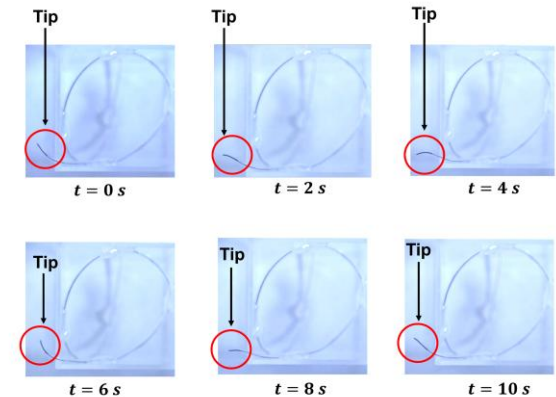 Tip
Tip
Tip
t = 0 s
t = 2 s
t = 4 s
Tip
Tip
Tip
t = 6 s
t = 8 s
t = 10 s